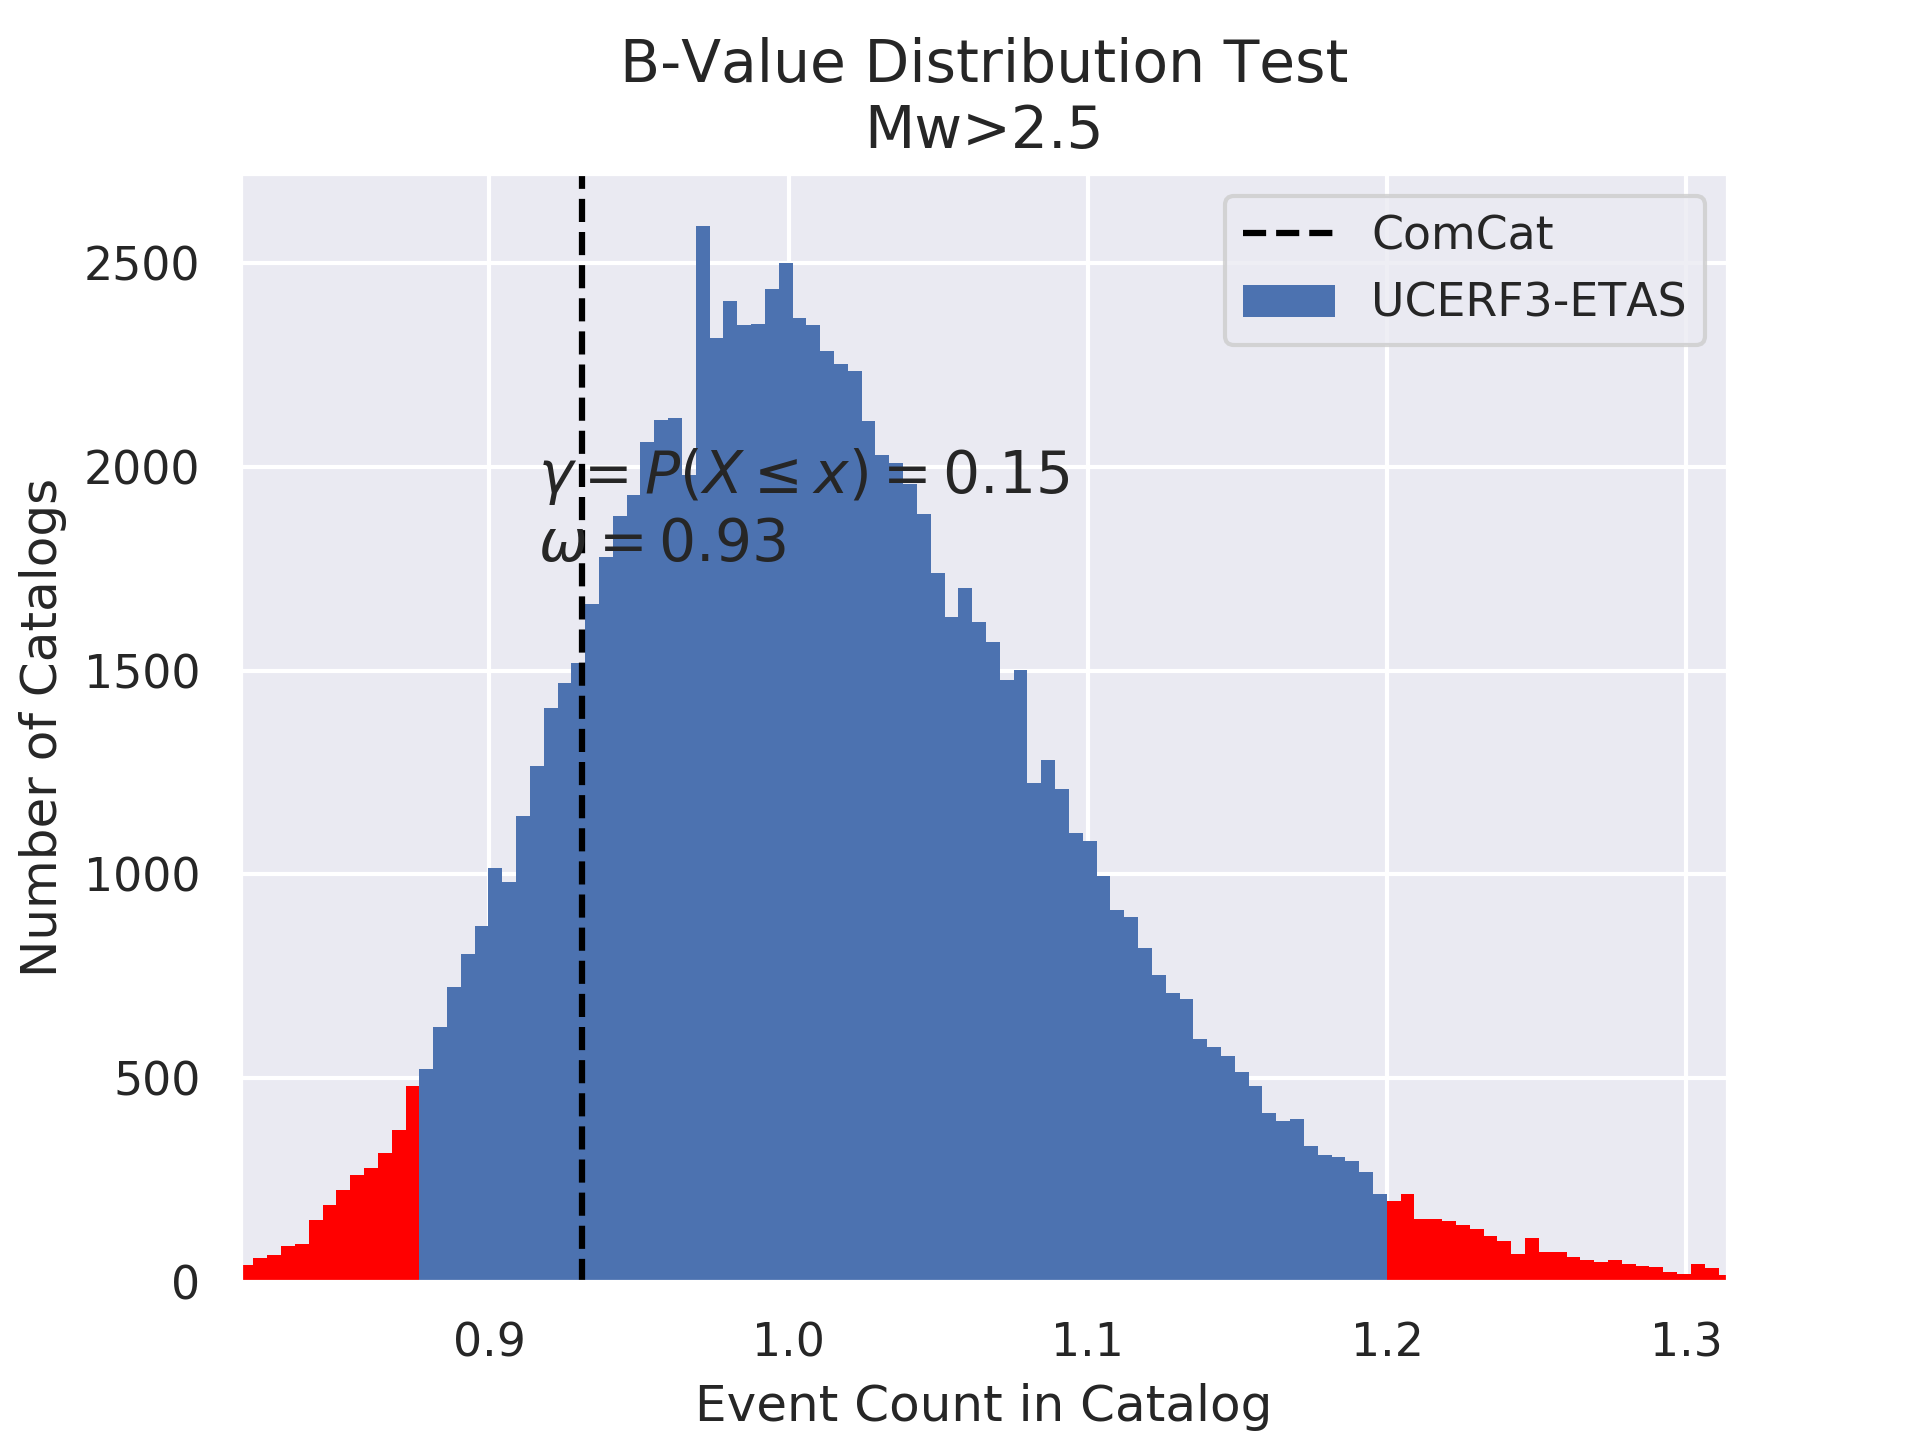 B-Value Distribution Test
Mw>2.5
ComCat
UCERF3-ETAS
γ = P(X ≤ x) = 0.15
ω = 0.93
Number of Catalogs
2500
2000
1500
1000
500
0
0.9 1.0 1.1 1.2 1.3
Event Count in Catalog